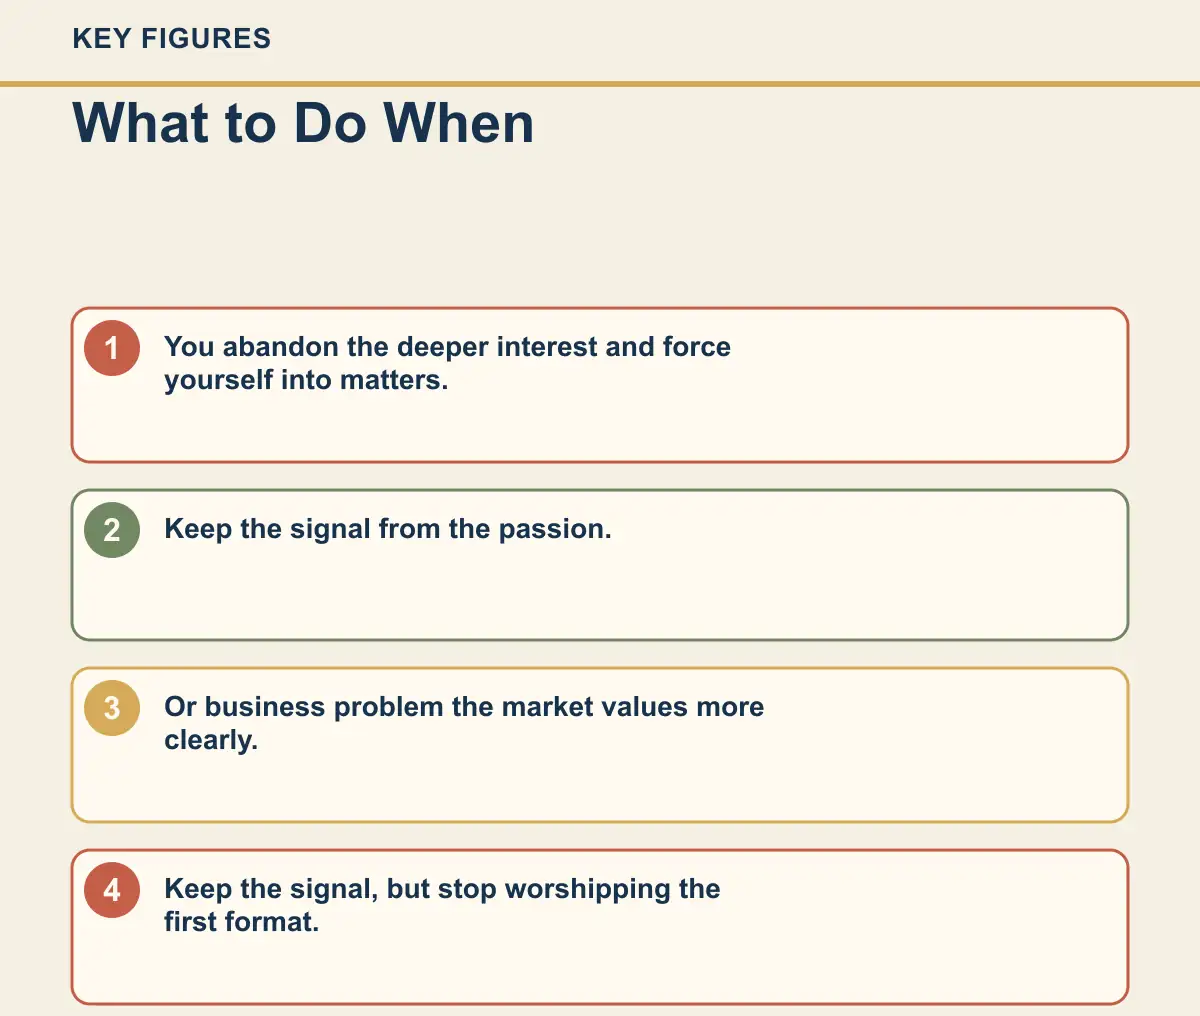 KEY FIGURES
What to Do When
1
You abandon the deeper interest and force
yourself into matters.
2
Keep the signal from the passion.
3
Or business problem the market values more
clearly.
4
Keep the signal, but stop worshipping the
first format.